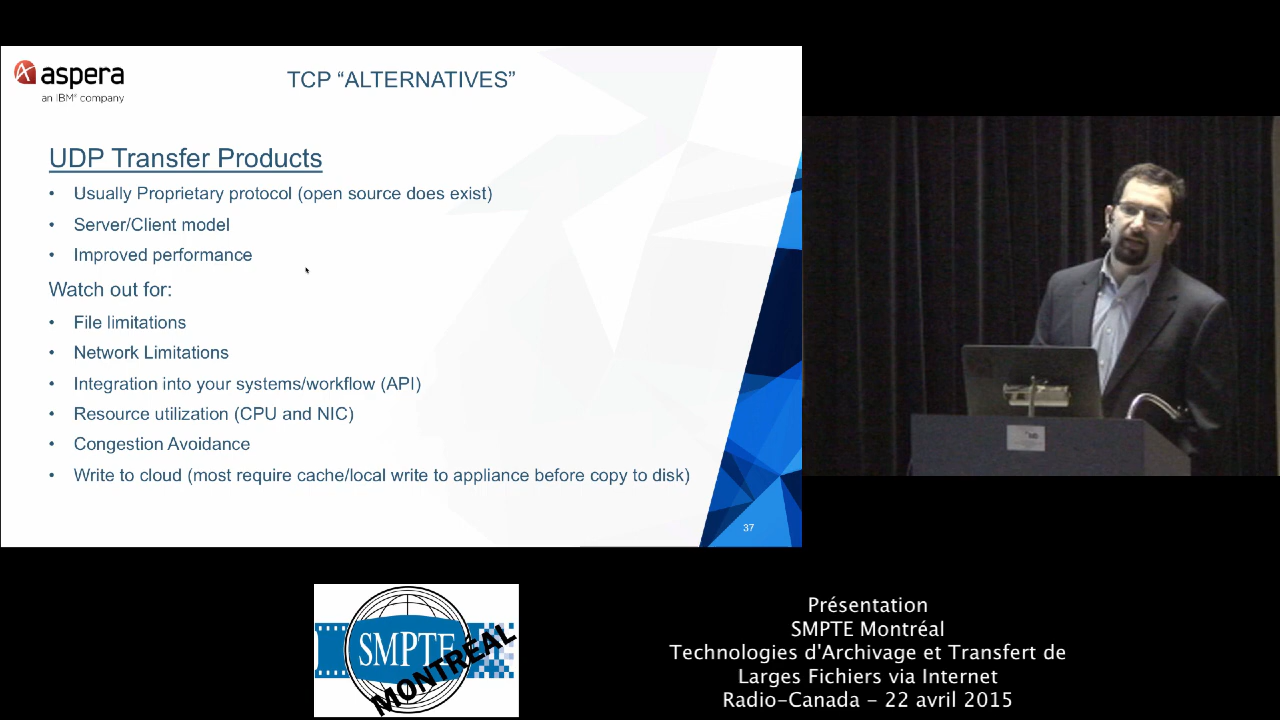 aspera
an IBM® company
TCP “ALTERNATIVES”
UDP Transfer Products
• Usually Proprietary protocol (open source does exist)
• Server/Client model
• Improved performance
Watch out for:
• File limitations
• Network Limitations
• Integration into your systems/workflow (API)
• Resource utilization (CPU and NIC)
• Congestion Avoidance
• Write to cloud (most require cache/local write to appliance before copy to disk)
37
SMPTE
MONTRÉAL
Présentation
SMPTE Montréal
Technologies d'Archivage et Transfert de
Larges Fichiers via Internet
Radio-Canada – 22 avril 2015